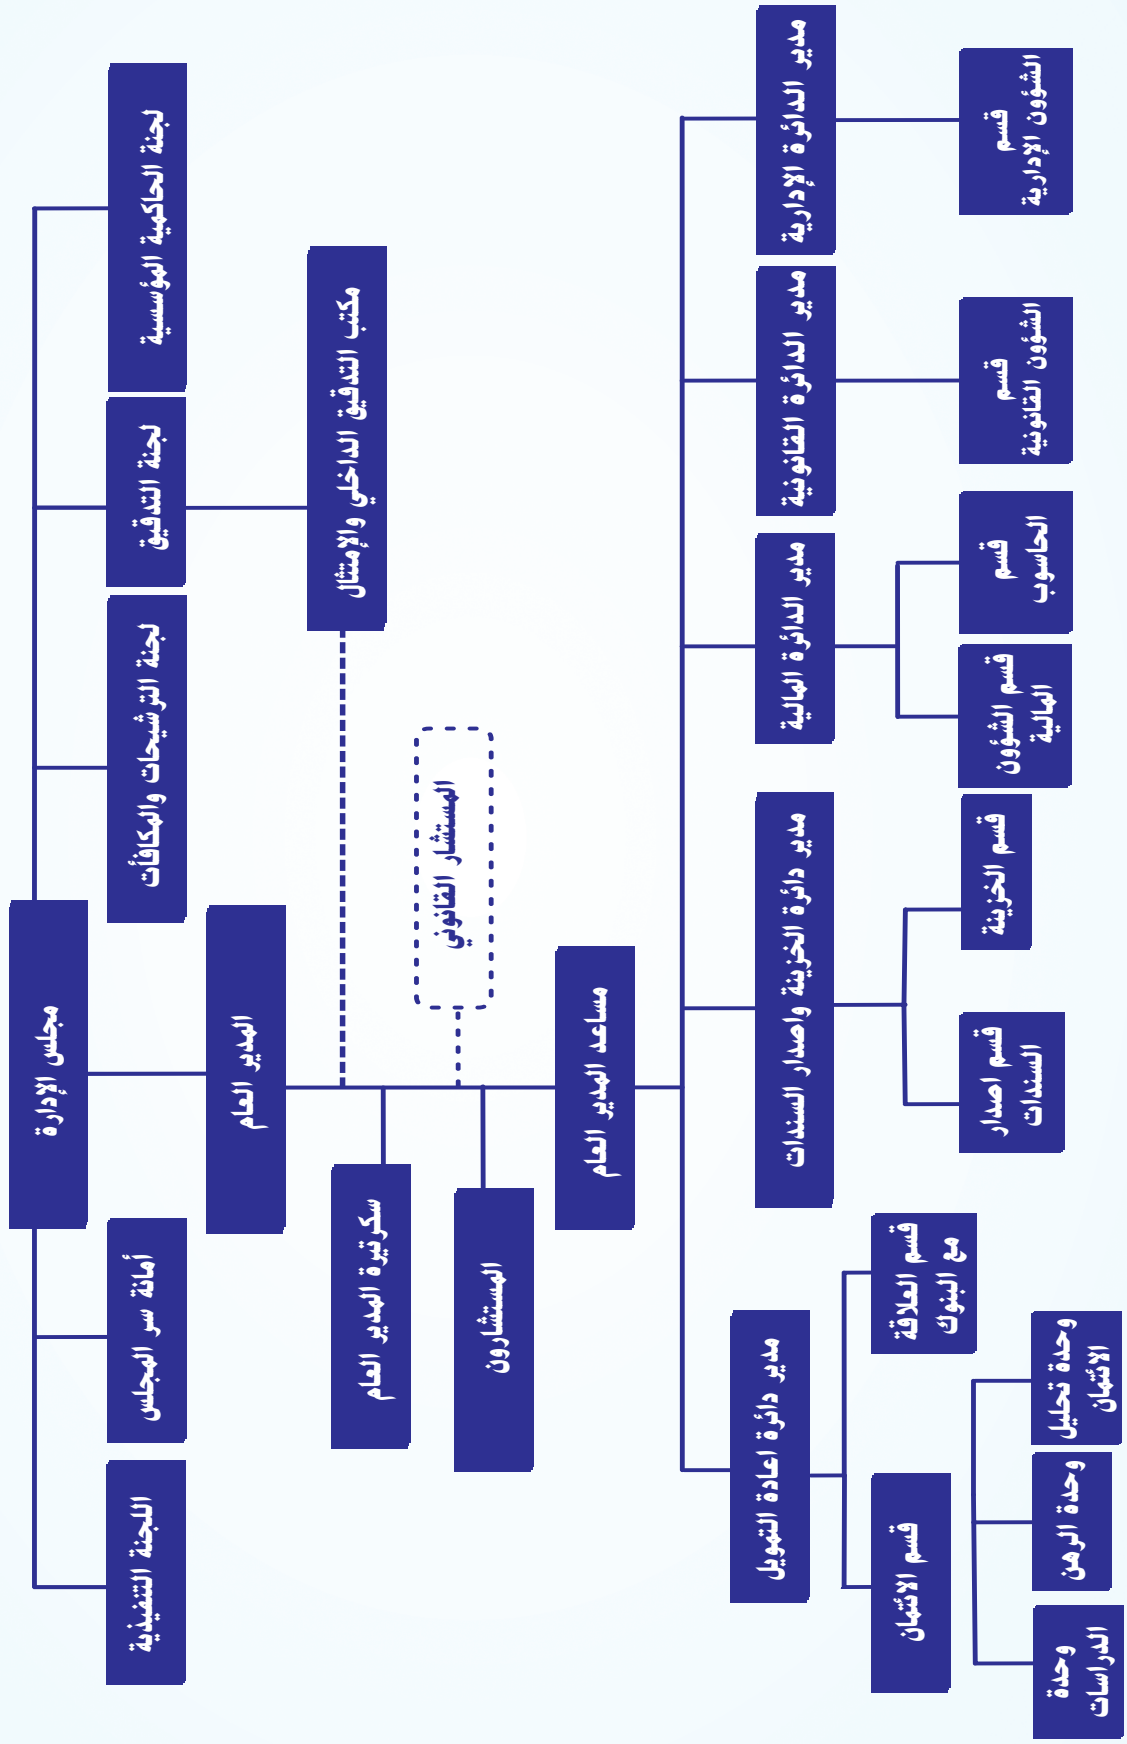 مجلس الإدارة
لجنة الحاكمية المؤسسية
لجنة التدقيق
لجنة الترشيحات والمكافأت
أمانة سر المجلس
اللجنة التنفيذية
المدير العام
مكتب التدقيق الداخلي والإمتثال
سكرتيرة المدير العام
المستشار القانوني
المستشارون
مساعد المدير العام
مدير الدائرة الإدارية
مدير الدائرة القانونية
مدير الدائرة المالية
مدير دائرة الخزينة واصدار السندات
مدير دائرة اعادة التمويل
قسم
الشؤون الإدارية
قسم
الشؤون القانونية
قسم
الحاسوب
قسم الشؤون
المالية
قسم الخزينة
قسم اصدار
السندات
قسم العلاقة
مع البنوك
قسم الائتمان
وحدة تحليل
الائتمان
وحدة الرهن
وحدة
الدراسات